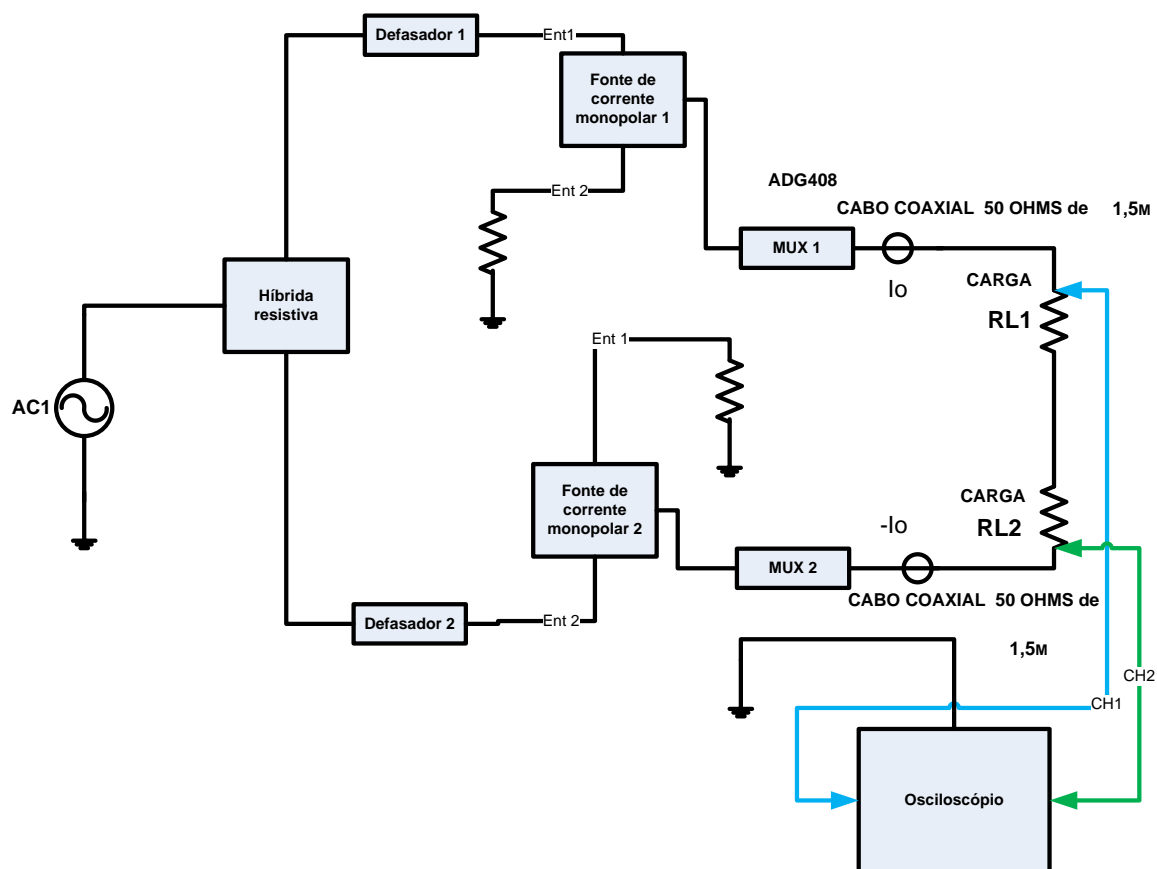 Defasador 1
Ent1
Fonte de
corrente
monopolar 1
Ent 2
ADG408
CABO COAXIAL 50 OHMS de 1,5M
MUX 1
Io
CARGA
RL1
Híbrida
resistiva
AC1
Ent 1
Fonte de
corrente
monopolar 2
CARGA
RL2
-Io
MUX 2
CABO COAXIAL 50 OHMS de
1,5M
Defasador 2
Ent 2
CH2
CH1
Osciloscópio